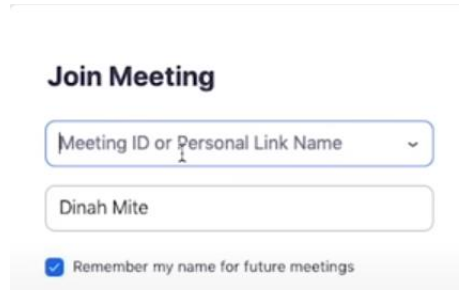 Join Meeting
Meeting ID or Personal Link Name
Dinah Mite
Remember my name for future meetings